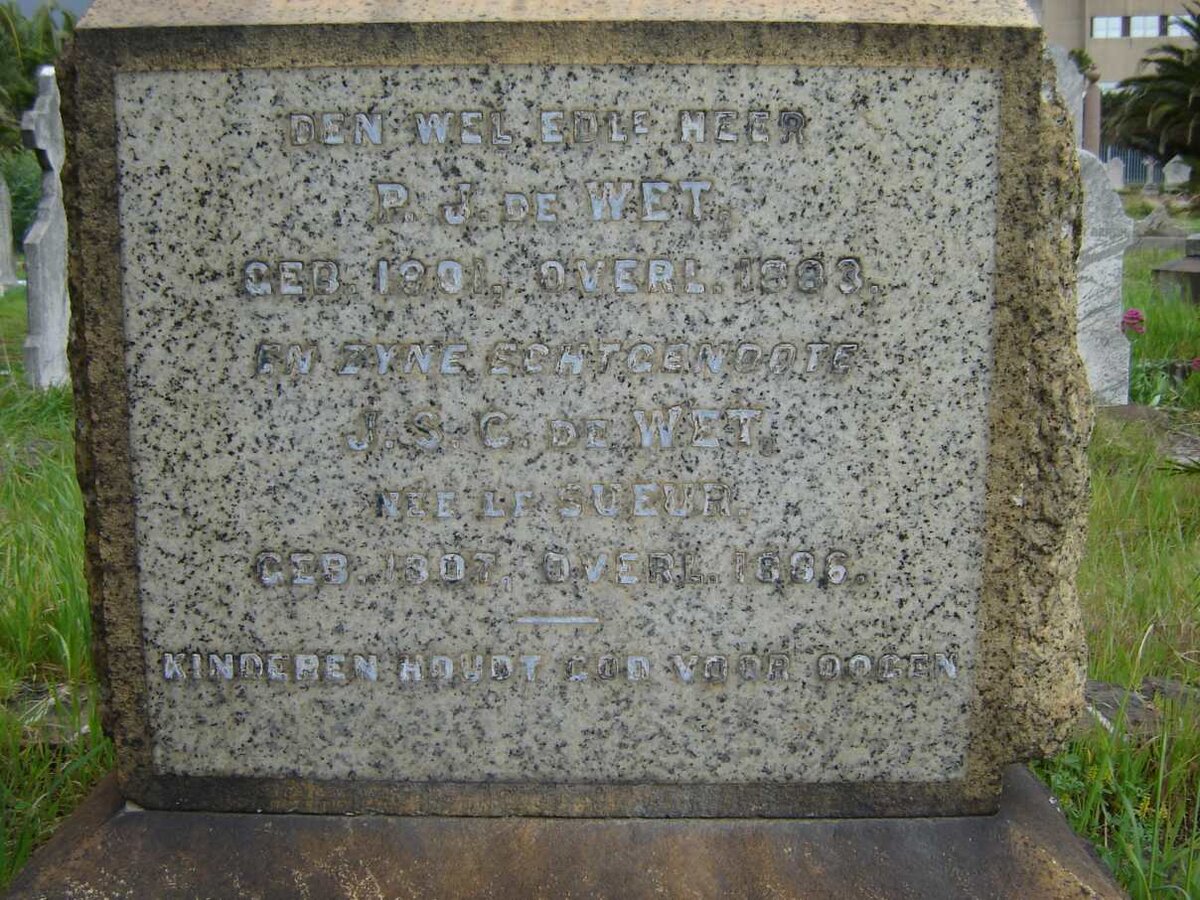 DEN WEL EDLE HEER
P. J. DE WET.
GEB. 1801, OVERL. 1883.
EN ZYNE ECHTGENOOTE
J. S. C. DE WET,
NEE LE SUEUR.
GEB. 1807, OVERL. 1886.
KINDEREN HOUDT GOD VOOR OOGEN